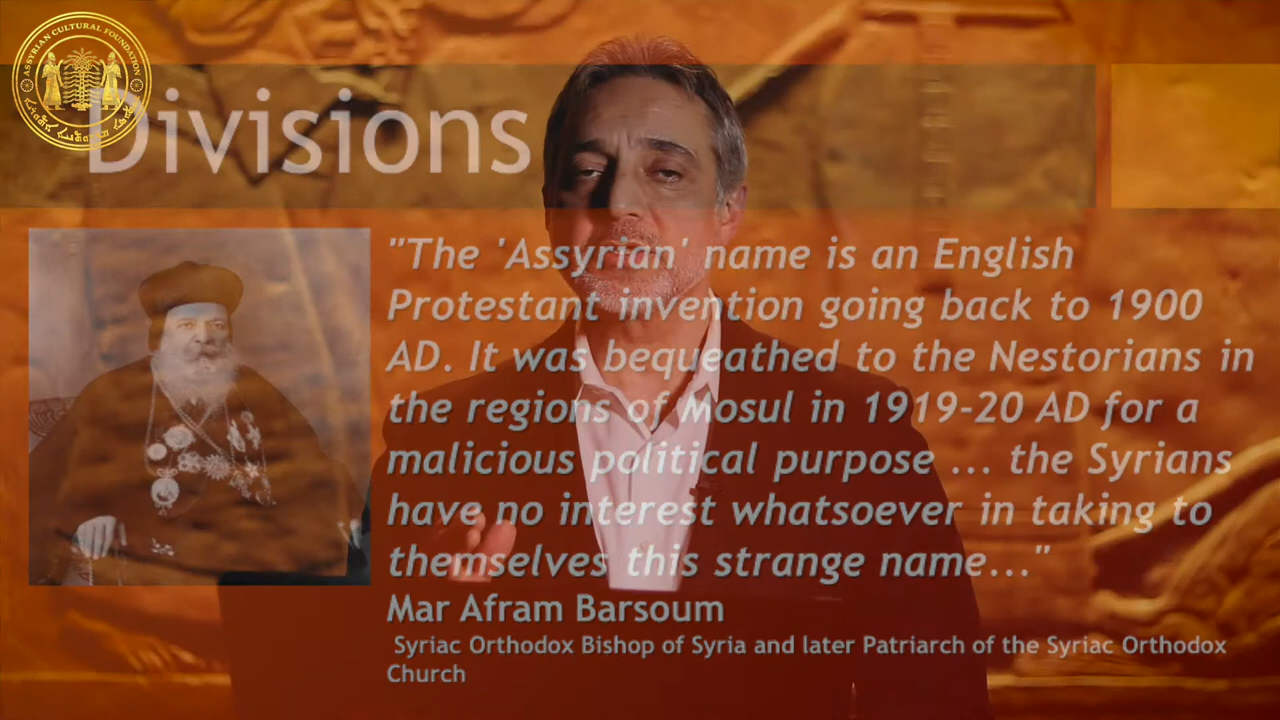 ASSYRIAN CULTURAL FOUNDATION
Divisions
"The 'Assyrian' name is an English
Protestant invention going back to 1900
AD. It was bequeathed to the Nestorians in
the regions of Mosul in 1919-20 AD for a
malicious political purpose ... the Syrians
have no interest whatsoever in taking to
themselves this strange name..."
Mar Afram Barsoum
Syriac Orthodox Bishop of Syria and later Patriarch of the Syriac Orthodox
Church